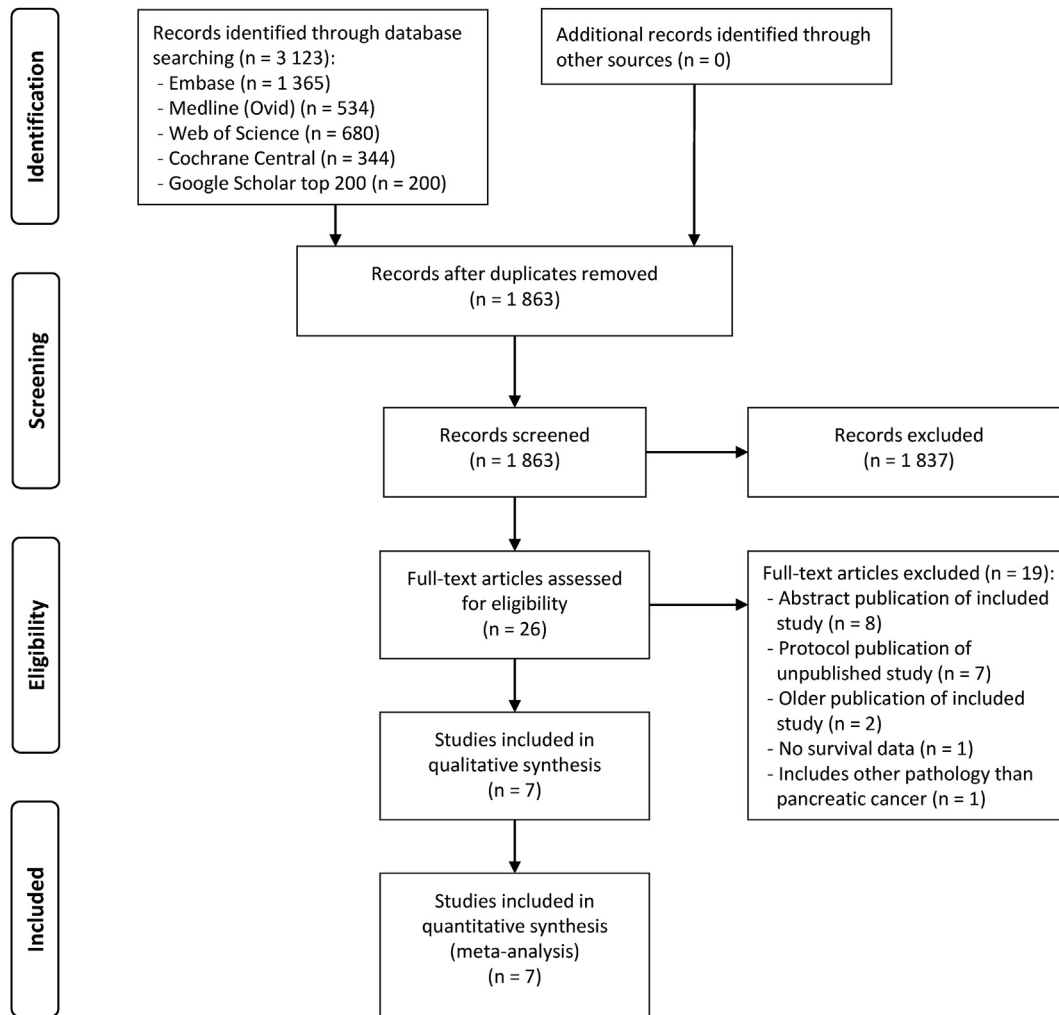 Identification
Records identified through database
searching (n = 3 123):
- Embase (n = 1 365)
- Medline (Ovid) (n = 534)
- Web of Science (n = 680)
- Cochrane Central (n = 344)
- Google Scholar top 200 (n = 200)
Additional records identified through
other sources (n = 0)
Screening
Records after duplicates removed
(n = 1 863)
Records screened
(n = 1 863)
Records excluded
(n = 1 837)
Eligibility
Full-text articles assessed
for eligibility
(n = 26)
Full-text articles excluded (n = 19):
- Abstract publication of included
study (n = 8)
- Protocol publication of
unpublished study (n = 7)
- Older publication of included
study (n = 2)
- No survival data (n = 1)
- Includes other pathology than
pancreatic cancer (n = 1)
Studies included in
qualitative synthesis
(n = 7)
Included
Studies included in
quantitative synthesis
(meta-analysis)
(n = 7)